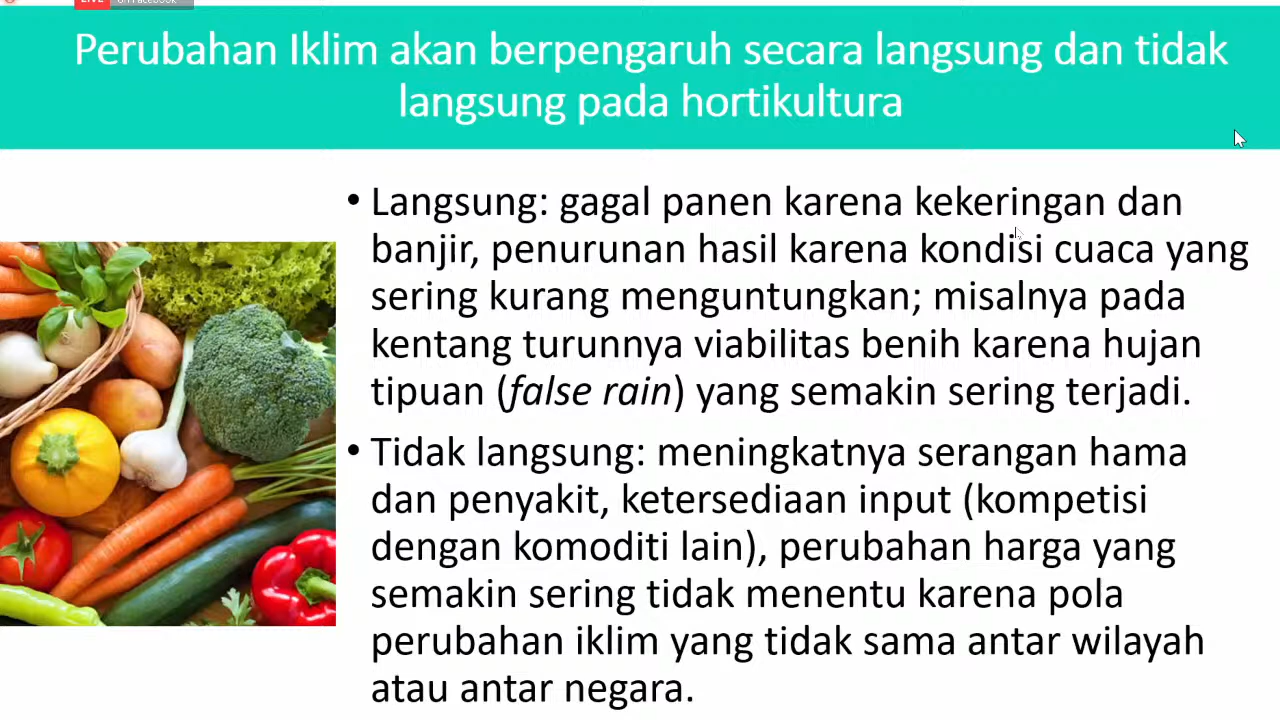 LIVE on Facebook
Perubahan Iklim akan berpengaruh secara langsung dan tidak
langsung pada hortikultura
• Langsung: gagal panen karena kekeringan dan
banjir, penurunan hasil karena kondisi cuaca yang
sering kurang menguntungkan; misalnya pada
kentang turunnya viabilitas benih karena hujan
tipuan (false rain) yang semakin sering terjadi.
• Tidak langsung: meningkatnya serangan hama
dan penyakit, ketersediaan input (kompetisi
dengan komoditi lain), perubahan harga yang
semakin sering tidak menentu karena pola
perubahan iklim yang tidak sama antar wilayah
atau antar negara.